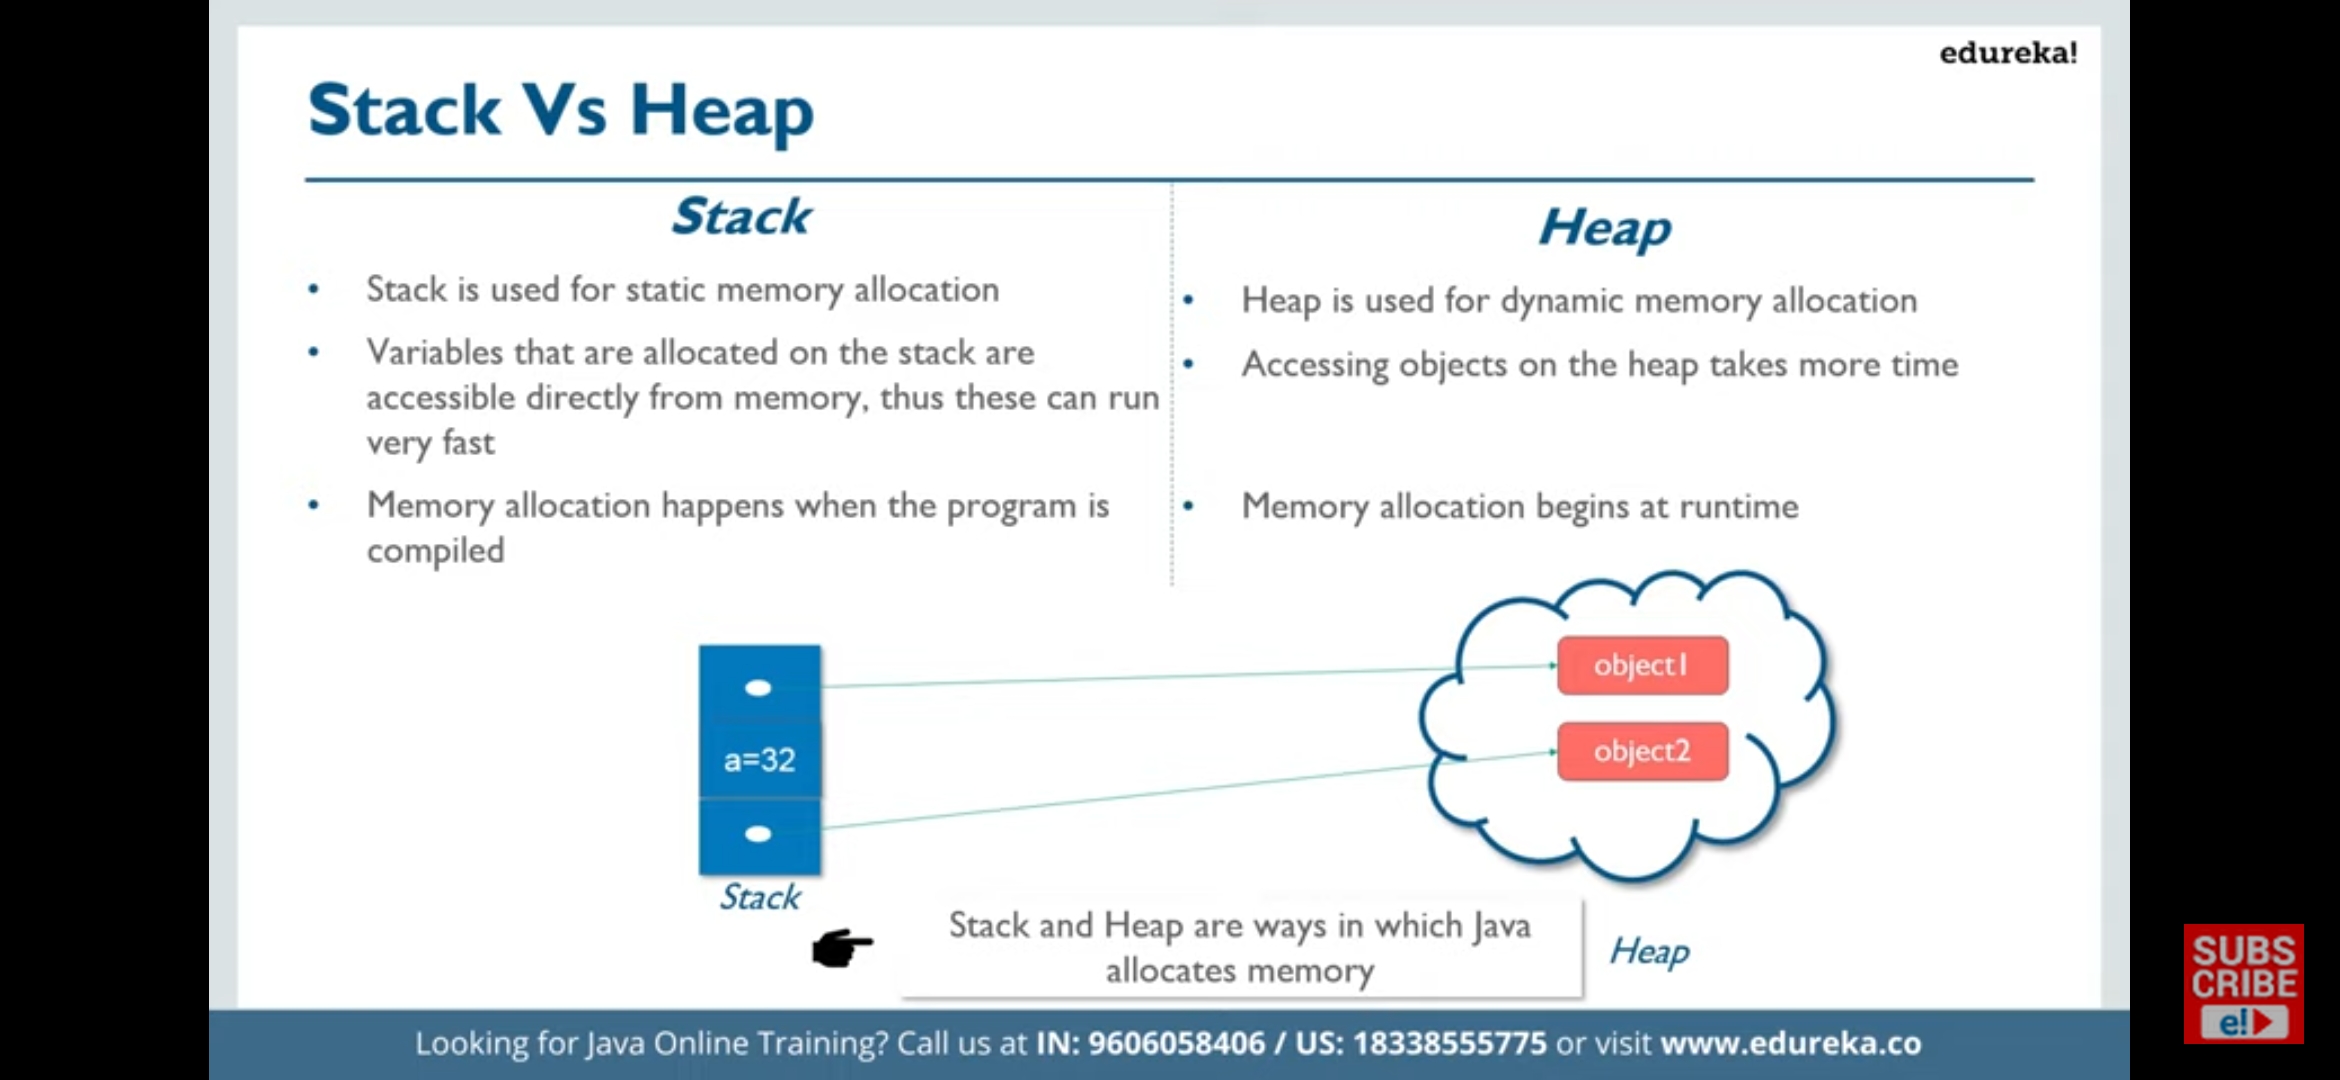 edureka!
Stack Vs Heap
Stack
• Stack is used for static memory allocation
• Variables that are allocated on the stack are
accessible directly from memory, thus these can run
very fast
• Memory allocation happens when the program is
compiled
Heap
• Heap is used for dynamic memory allocation
• Accessing objects on the heap takes more time
• Memory allocation begins at runtime
a=32
Stack
object1
object2
Heap
Stack and Heap are ways in which Java
allocates memory
Looking for Java Online Training? Call us at IN: 9606058406 / US: 18338555775 or visit www.edureka.co
SUBS
CRIBE
e!